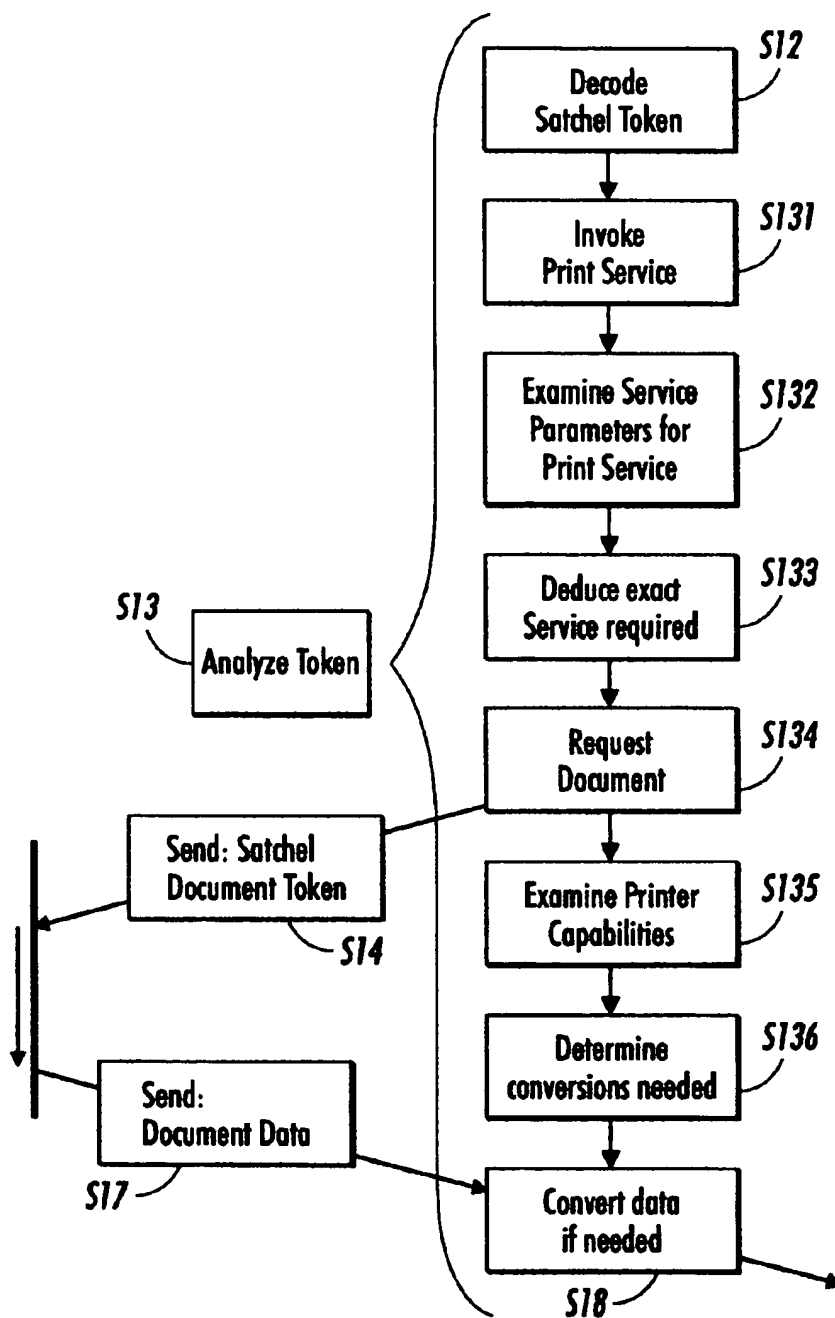 S12
Decode
Satchel Token
S131
Invoke
Print Service
S132
Examine Service
Parameters for
Print Service
S133
Deduce exact
Service required
S13
Analyze Token
S134
Request
Document
Send: Satchel
Document Token
S14
S135
Examine Printer
Capabilities
S136
Determine
conversions needed
Send:
Document Data
S17
Convert data
if needed
S18